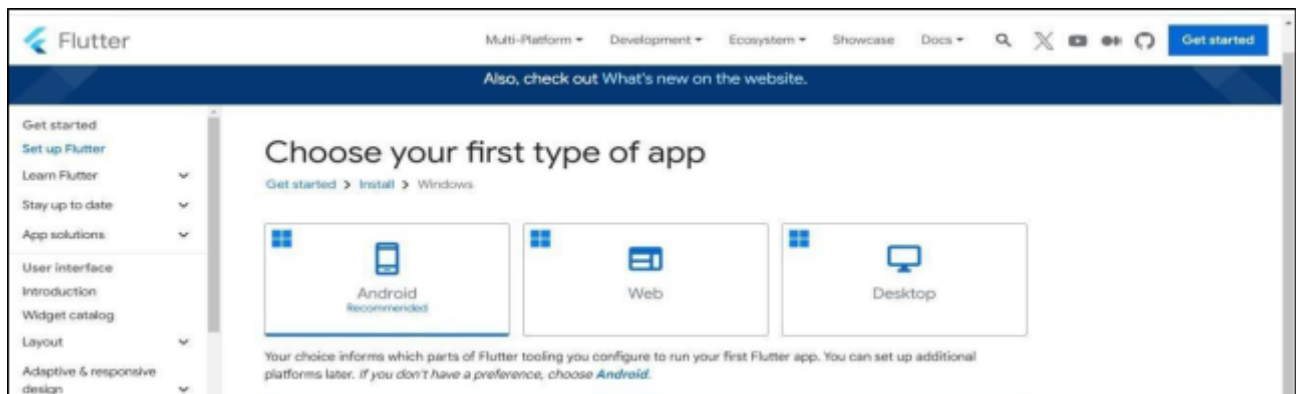 Flutter
Multi-Platform Development Ecosystem Showcase Docs Get started
Also, check out What's new on the website.
Get started
Set up Flutter
Learn Flutter
Stay up to date
App solutions
User interface
Introduction
Widget catalog
Layout
Adaptive & responsive
design
Choose your first type of app
Get started > Install > Windows
Android
Recommended
Web
Desktop
Your choice informs which parts of Flutter tooling you configure to run your first Flutter app. You can set up additional
platforms later. If you don't have a preference, choose Android.